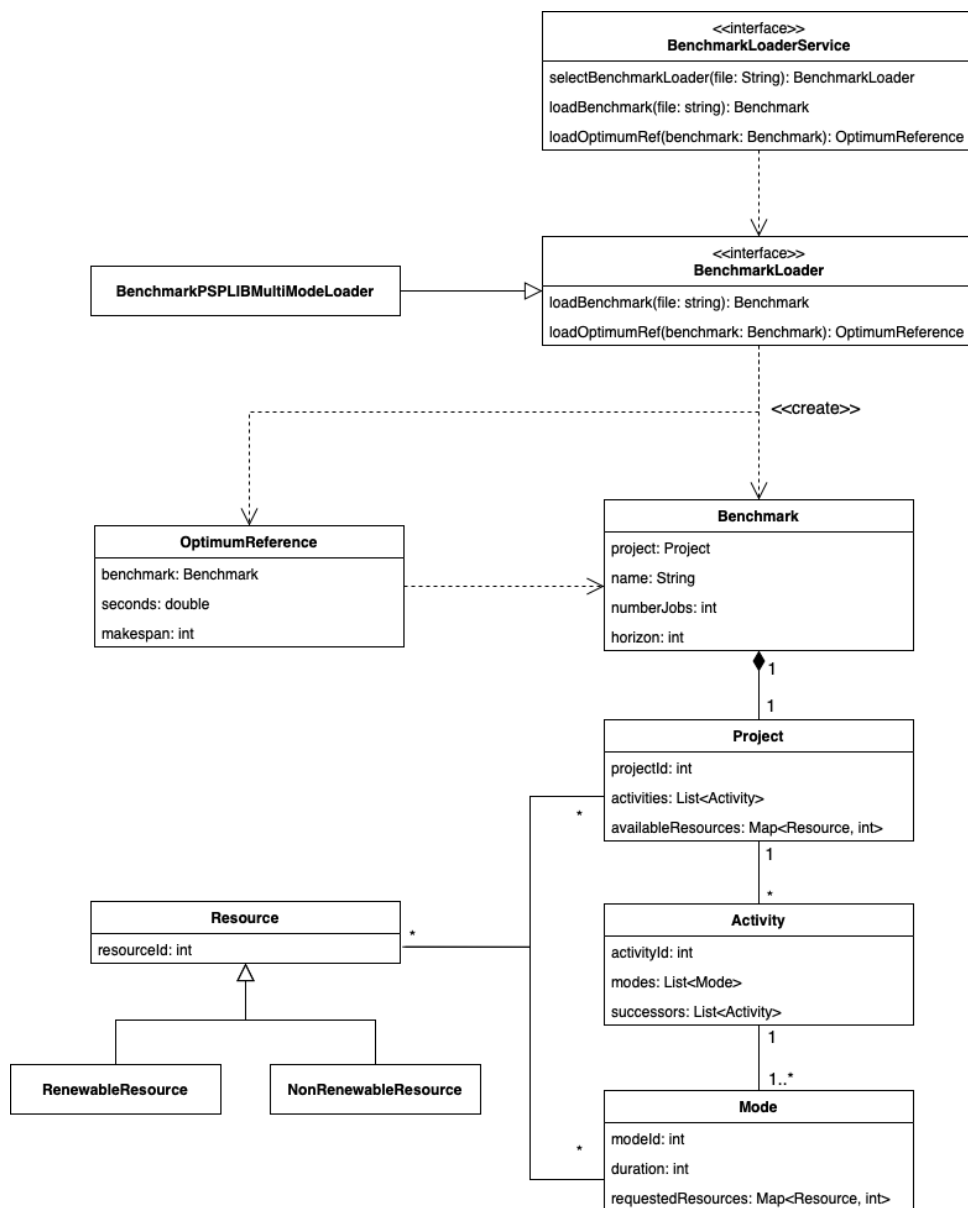 <<interface>>
BenchmarkLoaderService
selectBenchmarkLoader(file: String): BenchmarkLoader
loadBenchmark(file: string): Benchmark
loadOptimumRef(benchmark: Benchmark): OptimumReference
<<interface>>
BenchmarkLoader
loadBenchmark(file: string): Benchmark
loadOptimumRef(benchmark: Benchmark): OptimumReference
BenchmarkPSPLIBMultiModeLoader
<<create>>
OptimumReference
benchmark: Benchmark
seconds: double
makespan: int
Benchmark
project: Project
name: String
numberJobs: int
horizon: int
1
1
Project
projectId: int
activities: List<Activity>
availableResources: Map<Resource, int>
*
1
*
Resource
resourceId: int
*
Activity
activityId: int
modes: List<Mode>
successors: List<Activity>
1
1..*
RenewableResource
NonRenewableResource
Mode
modeId: int
duration: int
requestedResources: Map<Resource, int>
*